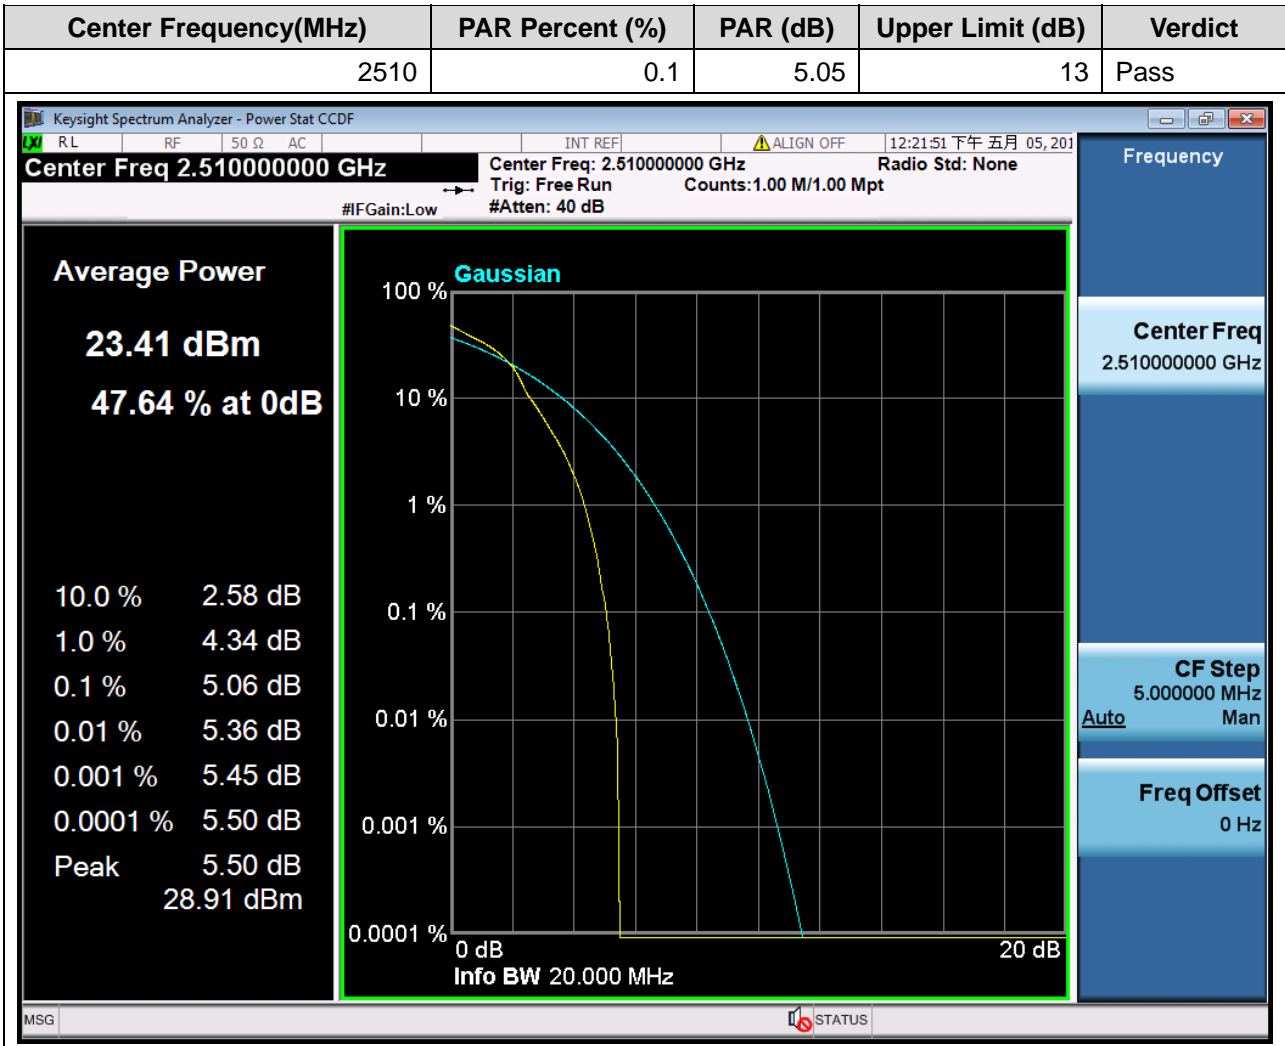 Center Frequency(MHz) PAR Percent (%) PAR (dB) Upper Limit (dB) Verdict
2510 0.1 5.05 13 Pass
Keysight Spectrum Analyzer - Power Stat CCDF
LXI RL RF 50 Ω AC INT REF ALIGN OFF 12:21:51 下午 五月 05, 201
Center Freq 2.510000000 GHz
Center Freq: 2.510000000 GHz Radio Std: None
Trig: Free Run Counts:1.00 M/1.00 Mpt
#IFGain:Low #Atten: 40 dB
Average Power
23.41 dBm
47.64 % at 0dB
10.0 % 2.58 dB
1.0 % 4.34 dB
0.1 % 5.06 dB
0.01 % 5.36 dB
0.001 % 5.45 dB
0.0001 % 5.50 dB
Peak 5.50 dB
28.91 dBm
Gaussian
100 %
10 %
1 %
0.1 %
0.01 %
0.001 %
0.0001 %
0 dB 20 dB
Info BW 20.000 MHz
Frequency
Center Freq
2.510000000 GHz
CF Step
5.000000 MHz
Auto Man
Freq Offset
0 Hz
MSG STATUS